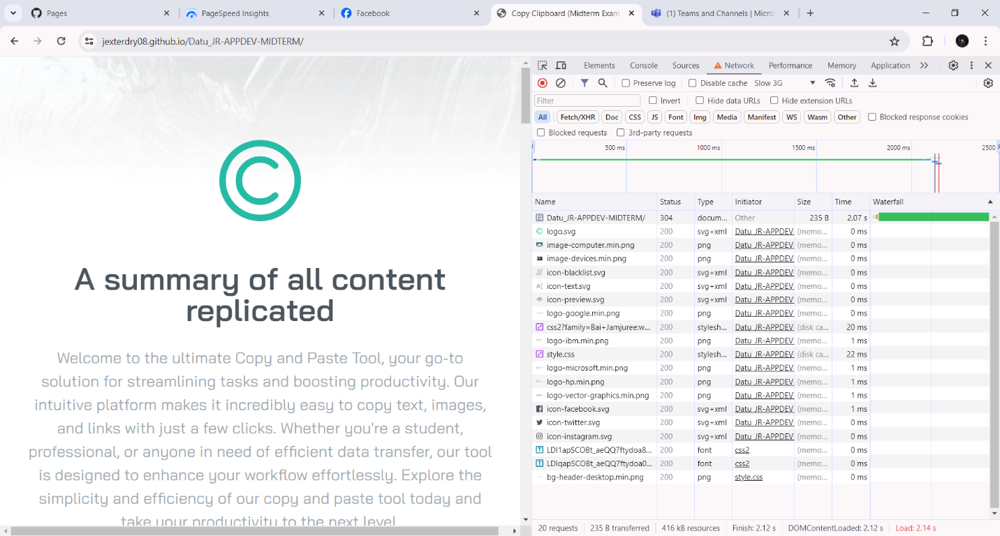 Pages
PageSpeed Insights
Facebook
Copy Clipboard (Midterm Exam
(1) Teams and Channels | Micro
jexterdry08.github.io/Datu_JR-APPDEV-MIDTERM/
A summary of all content
replicated
Welcome to the ultimate Copy and Paste Tool, your go-to
solution for streamlining tasks and boosting productivity. Our
intuitive platform makes it incredibly easy to copy text, images,
and links with just a few clicks. Whether you're a student,
professional, or anyone in need of efficient data transfer, our tool
is designed to enhance your workflow effortlessly. Explore the
simplicity and efficiency of our copy and paste tool today and
take your productivity to the next level
Elements Console Sources Network Performance Memory Application
Preserve log Disable cache Slow 3G
Filter Invert Hide data URLs Hide extension URLs
All Fetch/XHR Doc CSS JS Font Img Media Manifest WS Wasm Other Blocked response cookies
Blocked requests 3rd-party requests
500 ms 1000 ms 1500 ms 2000 ms 2500
Name Status Type Initiator Size Time Waterfall
Datu_JR-APPDEV-MIDTERM/ 304 docum... Other 235 B 2.07 s
logo.svg 200 svg+xml Datu_JR-APPDEV (memo... 0 ms
image-computer.min.png 200 png Datu_JR-APPDEV (memo... 0 ms
image-devices.min.png 200 png Datu_JR-APPDEV (memo... 0 ms
icon-blacklist.svg 200 svg+xml Datu_JR-APPDEV (memo... 0 ms
icon-text.svg 200 svg+xml Datu_JR-APPDEV (memo... 0 ms
icon-preview.svg 200 svg+xml Datu_JR-APPDEV (memo... 0 ms
logo-google.min.png 200 png Datu_JR-APPDEV (memo... 0 ms
css2?family=Bai+Jamjuree:w... 200 stylesh... Datu_JR-APPDEV (disk ca... 20 ms
logo-ibm.min.png 200 png Datu_JR-APPDEV (memo... 1 ms
style.css 200 stylesh... Datu_JR-APPDEV (disk ca... 22 ms
logo-microsoft.min.png 200 png Datu_JR-APPDEV (memo... 1 ms
logo-hp.min.png 200 png Datu_JR-APPDEV (memo... 1 ms
logo-vector-graphics.min.png 200 png Datu_JR-APPDEV (memo... 1 ms
icon-facebook.svg 200 svg+xml Datu_JR-APPDEV (memo... 1 ms
icon-twitter.svg 200 svg+xml Datu_JR-APPDEV (memo... 0 ms
icon-instagram.svg 200 svg+xml Datu_JR-APPDEV (memo... 0 ms
LDI1apSCOBt_aeQQ7ftydoa8... 200 font css2 (memo... 0 ms
LDIqapSCOBt_aeQQ7ftydoa0... 200 font css2 (memo... 0 ms
bg-header-desktop.min.png 200 png style.css (memo... 0 ms
20 requests 235 B transferred 416 kB resources Finish: 2.12 s DOMContentLoaded: 2.12 s Load: 2.14 s